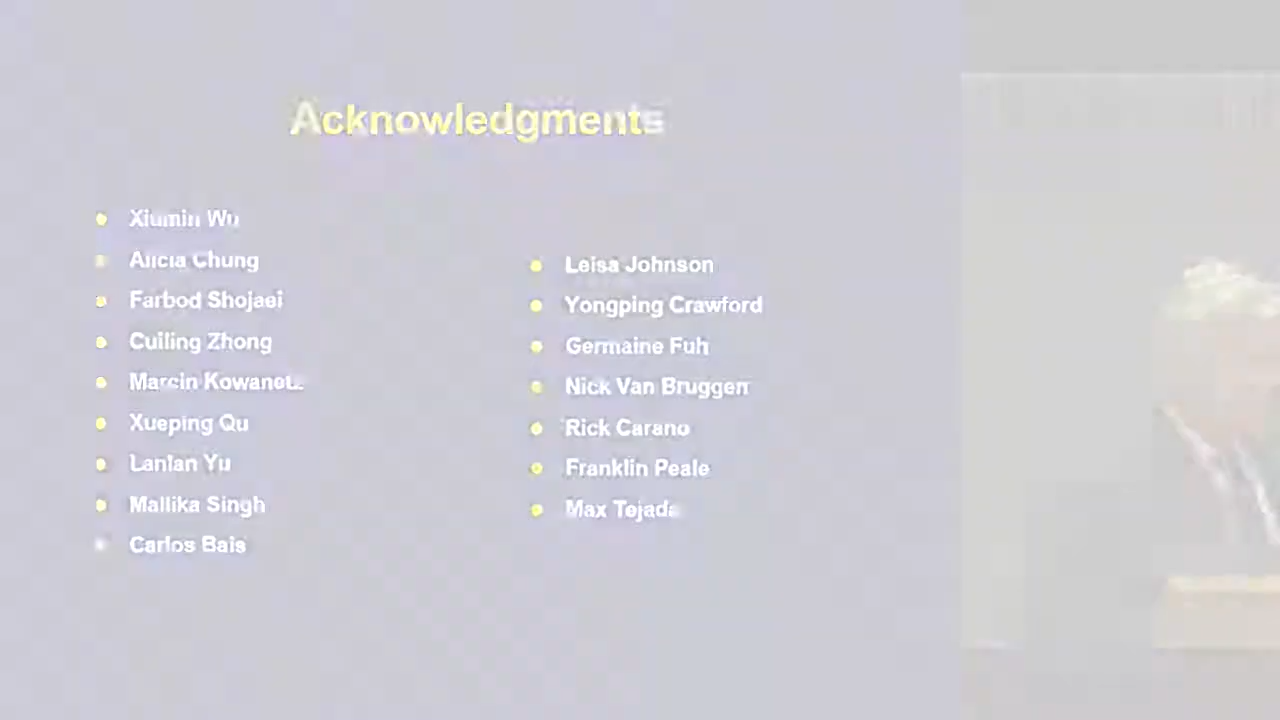 Acknowledgments
Xiumin Wu
Alicia Chung
Farbod Shojaei
Cuiling Zhong
Marcin Kowanetz
Xueping Qu
Lanlan Yu
Mallika Singh
Carlos Bais
Leisa Johnson
Yongping Crawford
Germaine Fuh
Nick Van Bruggen
Rick Carano
Franklin Peale
Max Tejada